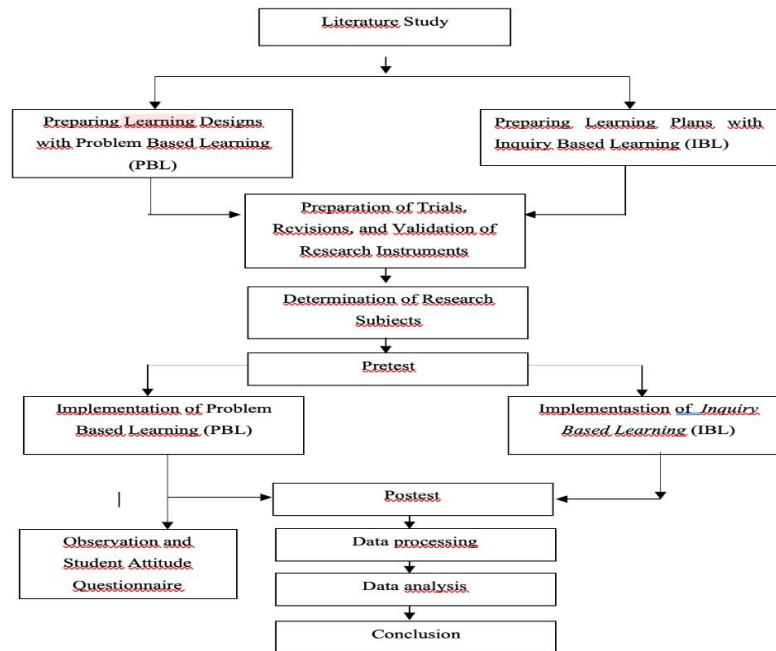 Literature Study
Preparing Learning Designs
with Problem Based Learning
(PBL)
Preparing Learning Plans with
Inquiry Based Learning (IBL)
Preparation of Trials,
Revisions, and Validation of
Research Instruments
Determination of Research
Subjects
Pretest
Implementation of Problem
Based Learning (PBL)
Implementastion of Inquiry
Based Learning (IBL)
Postest
Observation and
Student Attitude
Questionnaire
Data processing
Data analysis
Conclusion